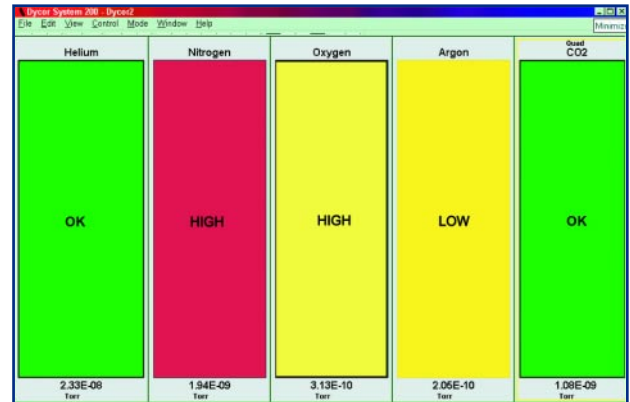 Dycor System 200 - Dycor2
File Edit View Control Mode Window Help
Minimiz
Helium
Nitrogen
Oxygen
Argon
Quad
CO2
OK
HIGH
HIGH
LOW
OK
2.33E-08
Torr
1.94E-09
Torr
3.13E-10
Torr
2.05E-10
Torr
1.08E-09
Torr